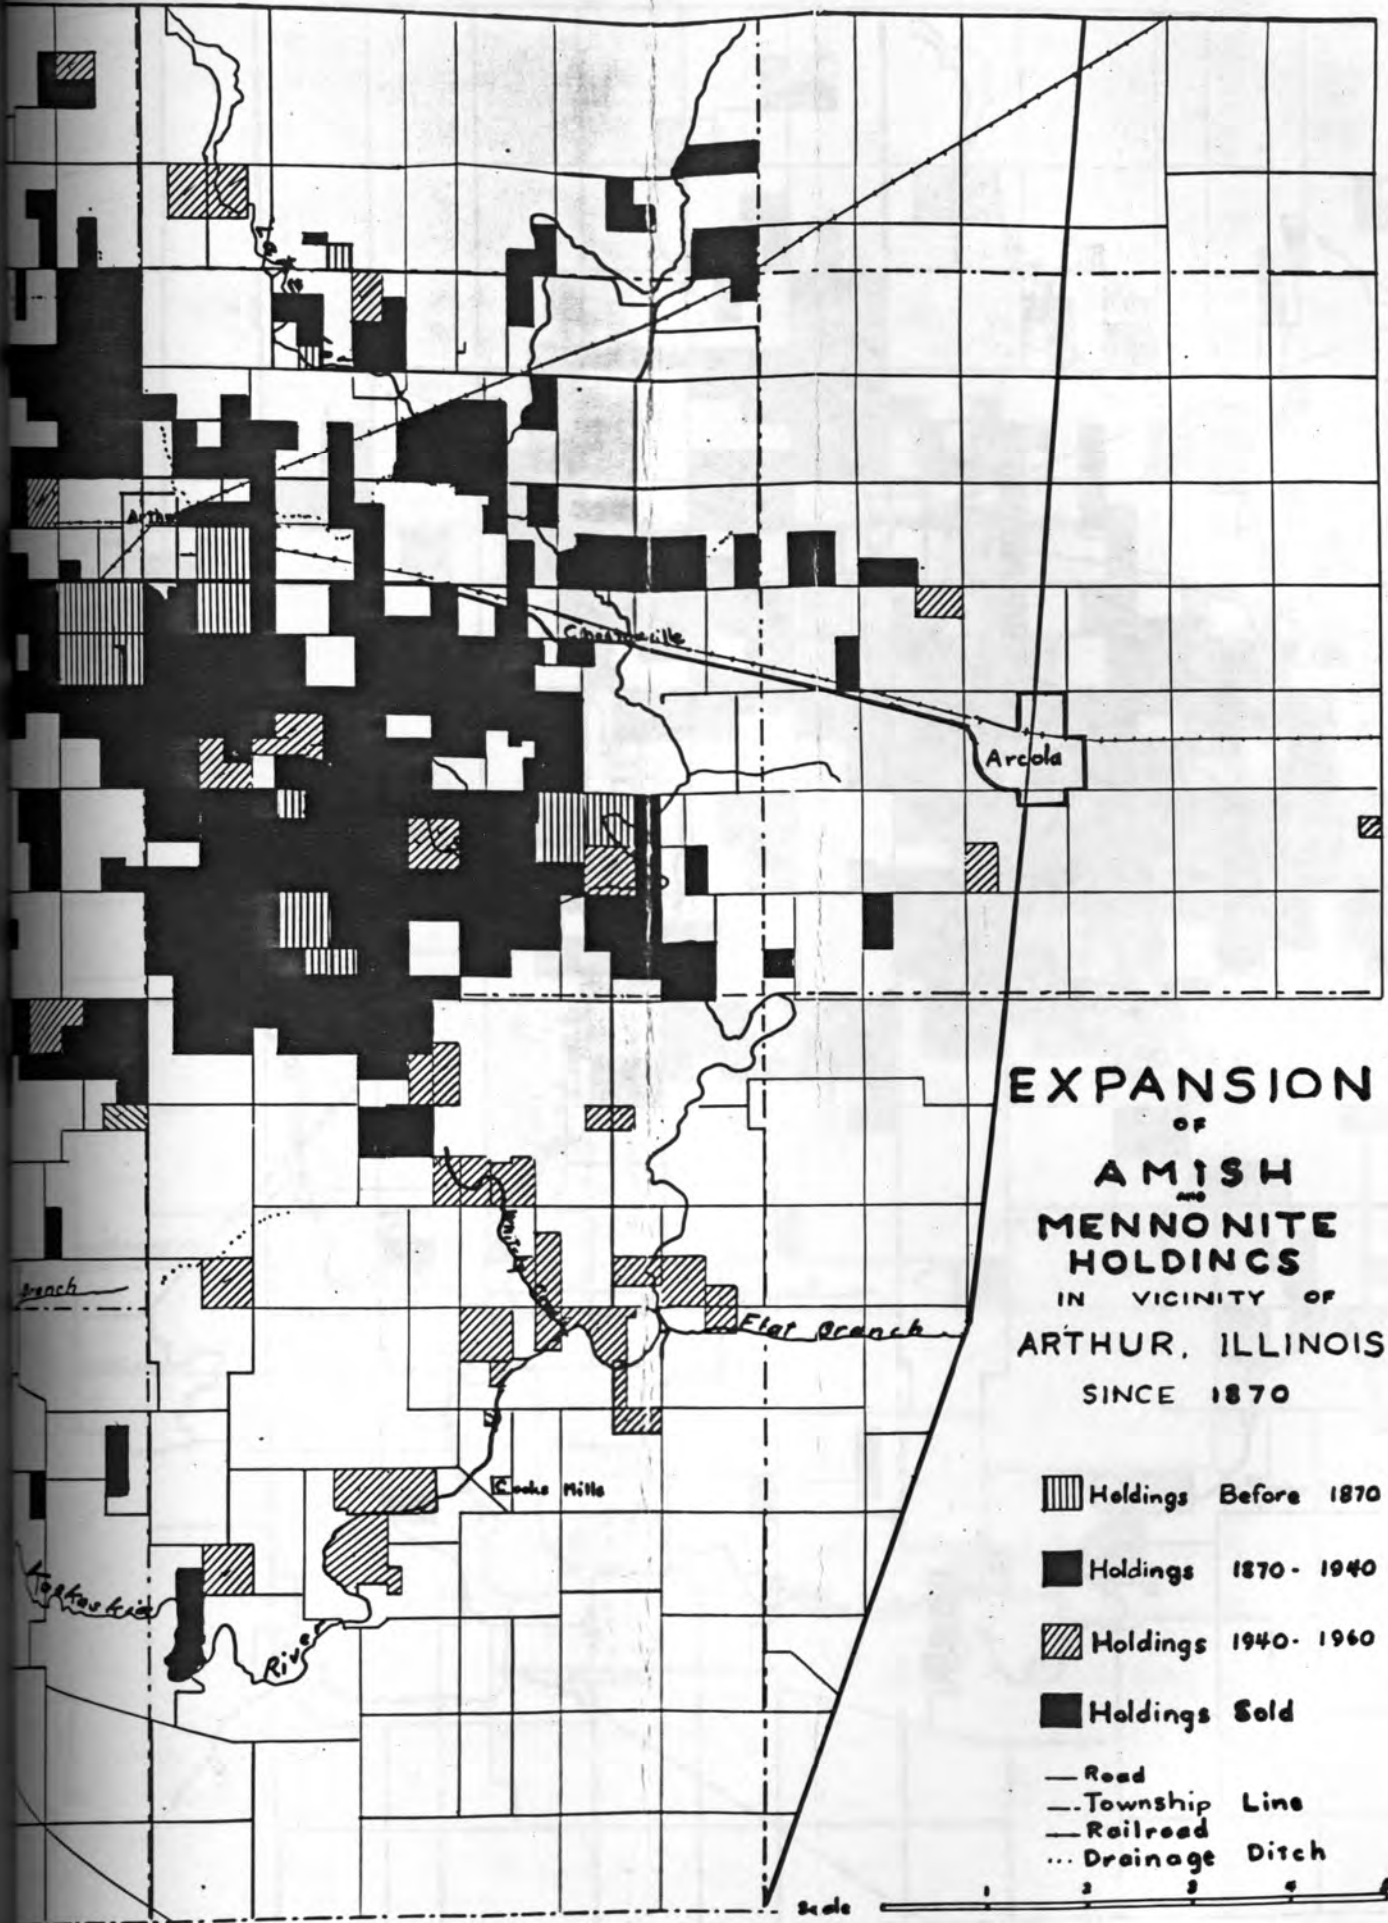 Arthur
Chesterville
Arcola
EXPANSION
OF
AMISH
AND
MENNONITE
HOLDINGS
IN VICINITY OF
ARTHUR, ILLINOIS
SINCE 1870
Branch
Flat Branch
Cooks Mills
Kaskaskia
River
Holdings Before 1870
Holdings 1870 - 1940
Holdings 1940 - 1960
Holdings Sold
Road
Township Line
Railroad
Drainage Ditch
Scale 1 2 3 4 5